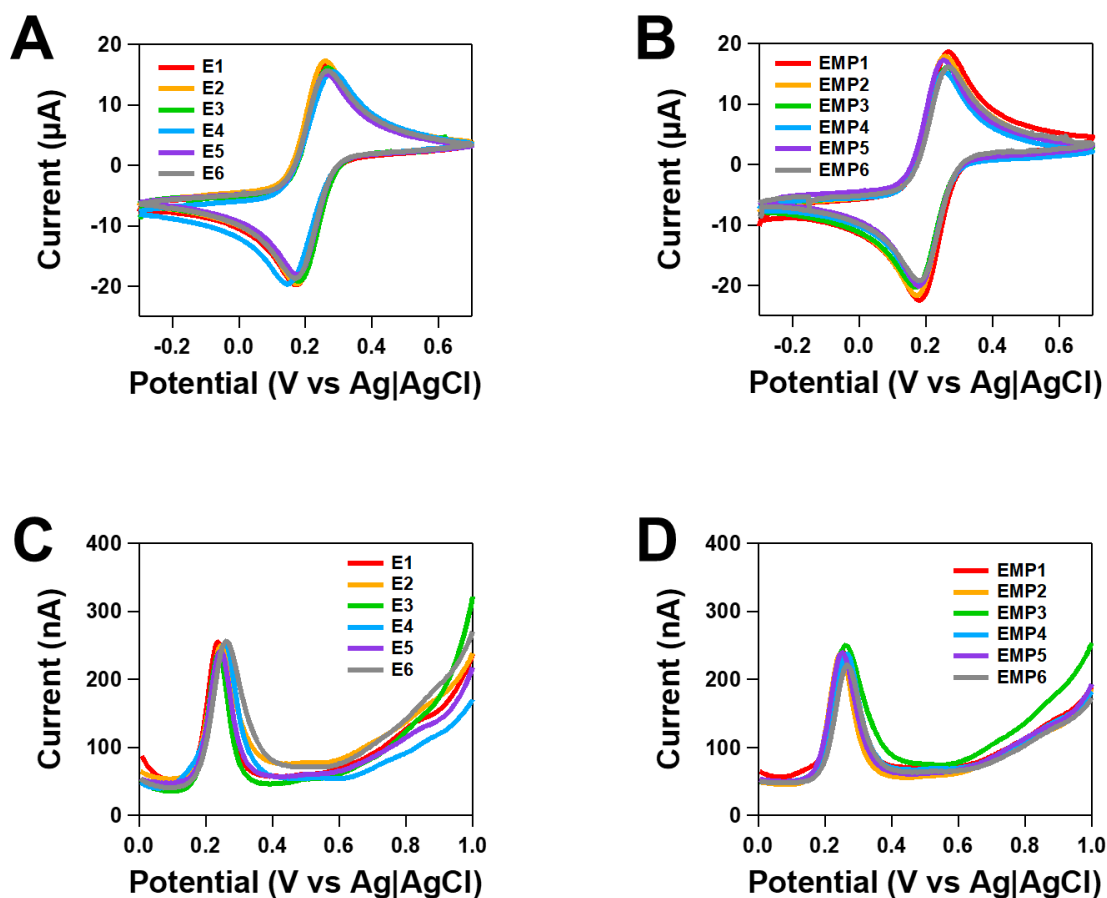 A
20
10
0
-10
-20
Current (µA)
E1
E2
E3
E4
E5
E6
-0.2 0.0 0.2 0.4 0.6
Potential (V vs Ag|AgCl)
B
20
10
0
-10
-20
Current (µA)
EMP1
EMP2
EMP3
EMP4
EMP5
EMP6
-0.2 0.0 0.2 0.4 0.6
Potential (V vs Ag|AgCl)
C
400
300
200
100
0
Current (nA)
E1
E2
E3
E4
E5
E6
0.0 0.2 0.4 0.6 0.8 1.0
Potential (V vs Ag|AgCl)
D
400
300
200
100
0
Current (nA)
EMP1
EMP2
EMP3
EMP4
EMP5
EMP6
0.0 0.2 0.4 0.6 0.8 1.0
Potential (V vs Ag|AgCl)